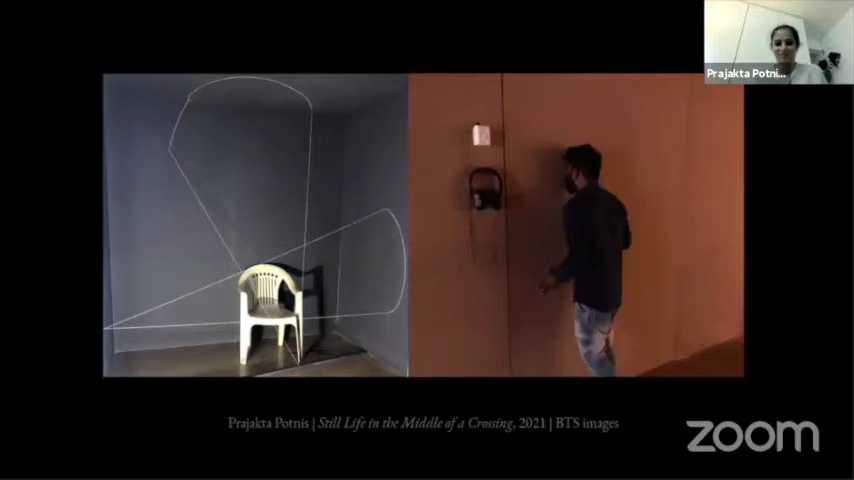 Prajakta Potni...
Prajakta Potnis | Still Life in the Middle of a Crossing, 2021 | BTS images
zoom